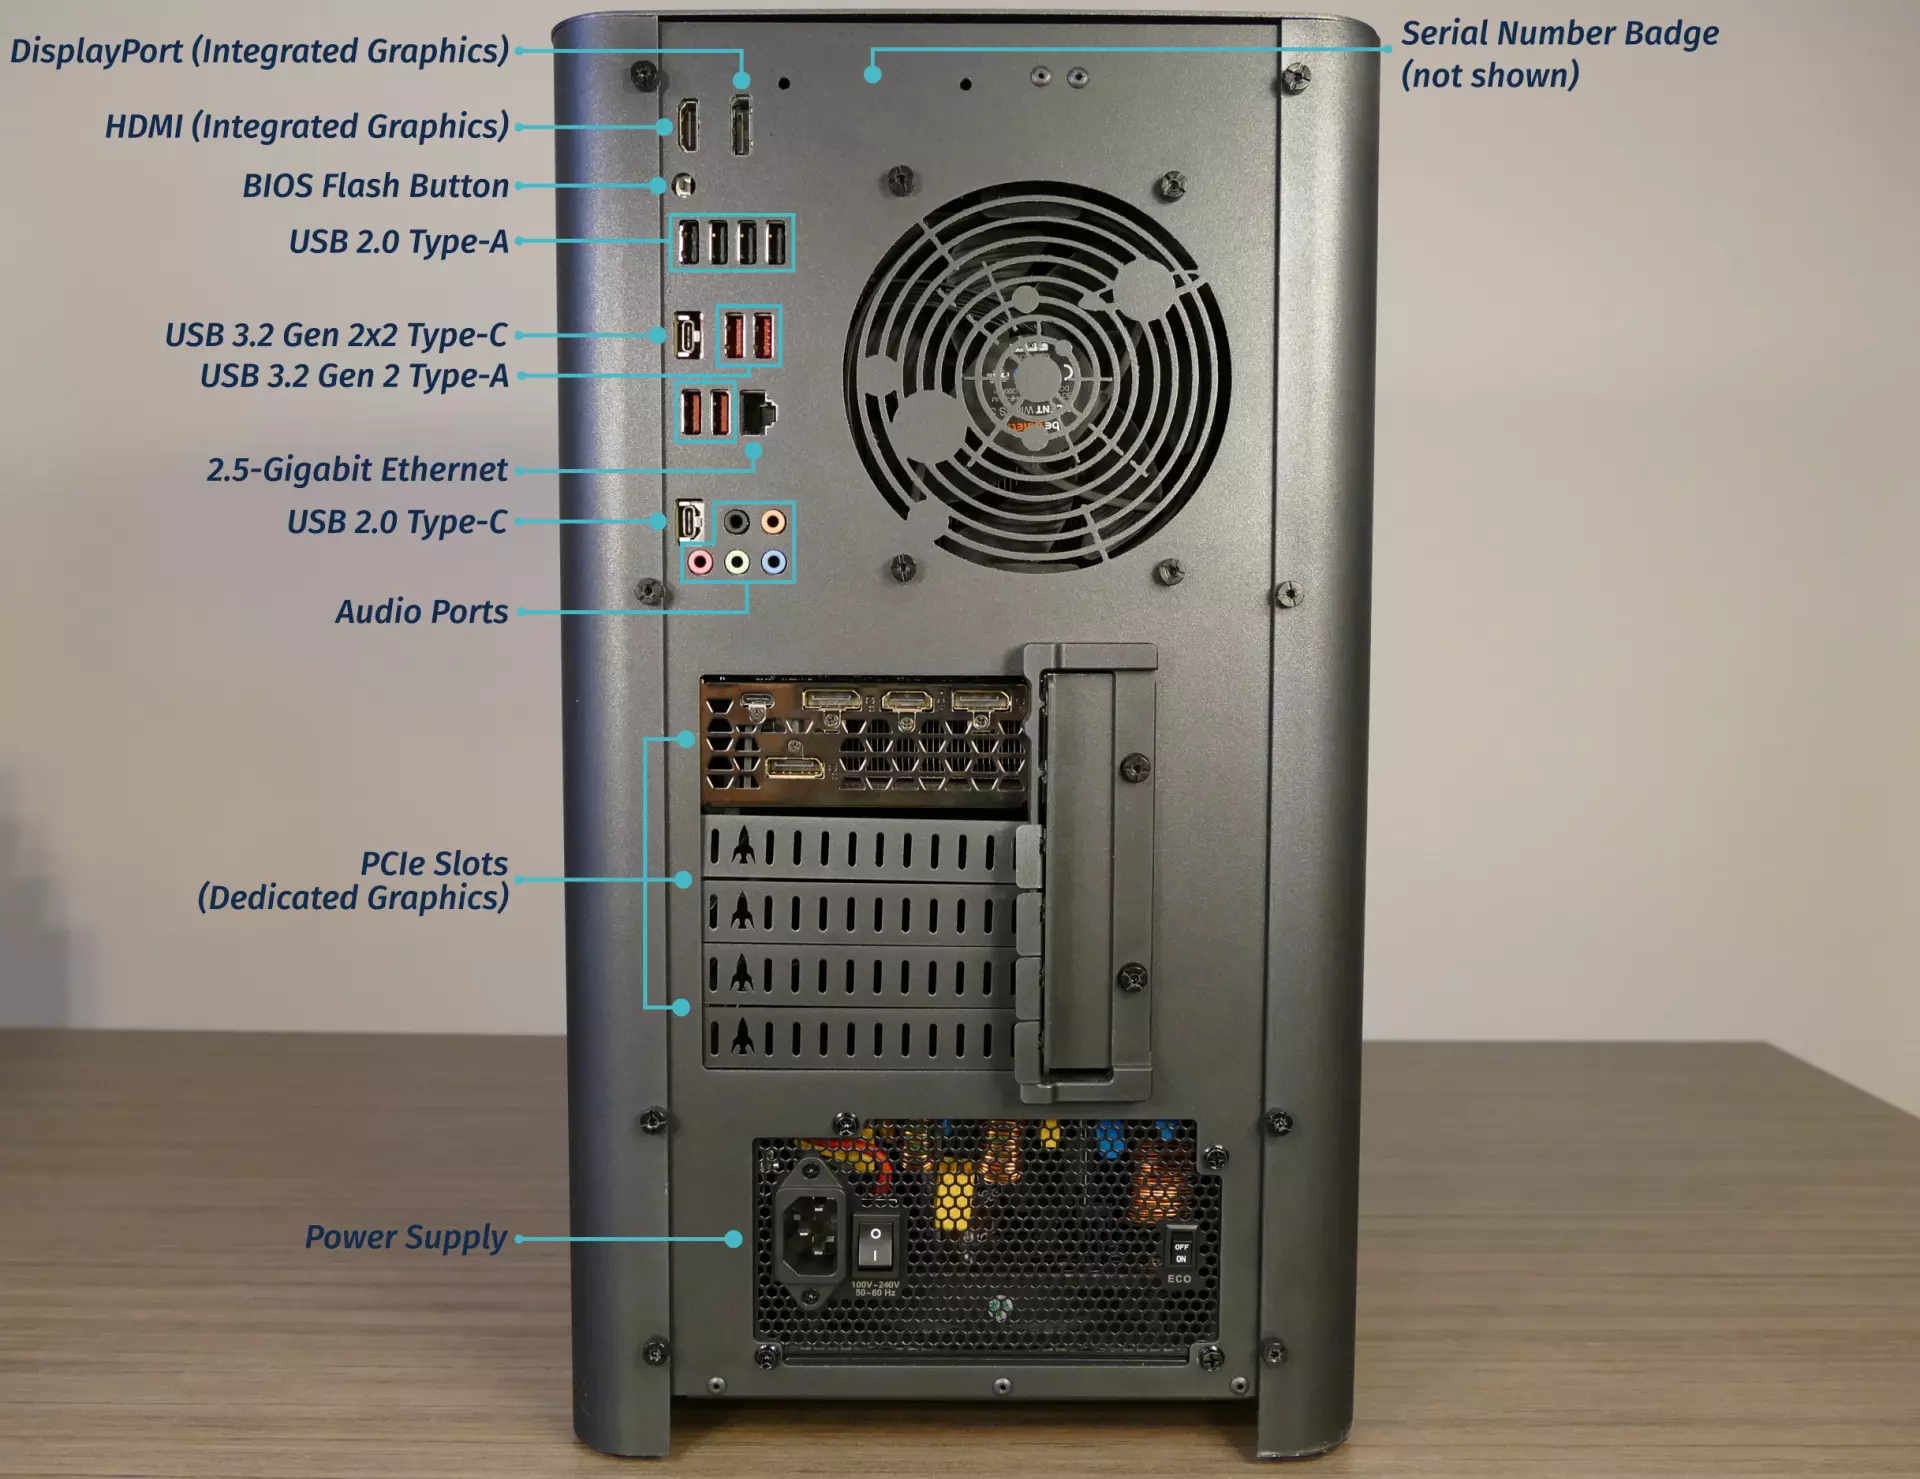 DisplayPort (Integrated Graphics)
Serial Number Badge
(not shown)
HDMI (Integrated Graphics)
BIOS Flash Button
USB 2.0 Type-A
USB 3.2 Gen 2x2 Type-C
USB 3.2 Gen 2 Type-A
2.5-Gigabit Ethernet
USB 2.0 Type-C
Audio Ports
PCIe Slots
(Dedicated Graphics)
Power Supply
O
I
100V-240V
50-60 Hz
OFF
ON
ECO